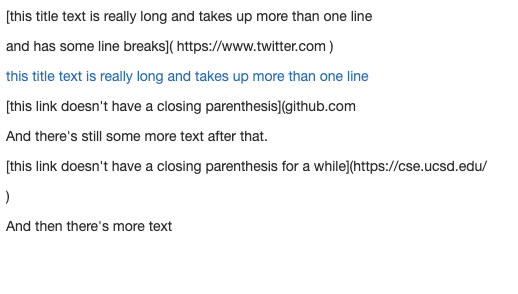 [this title text is really long and takes up more than one line
and has some line breaks]( https://www.twitter.com )
this title text is really long and takes up more than one line
[this link doesn't have a closing parenthesis](github.com
And there's still some more text after that.
[this link doesn't have a closing parenthesis for a while](https://cse.ucsd.edu/
)
And then there's more text